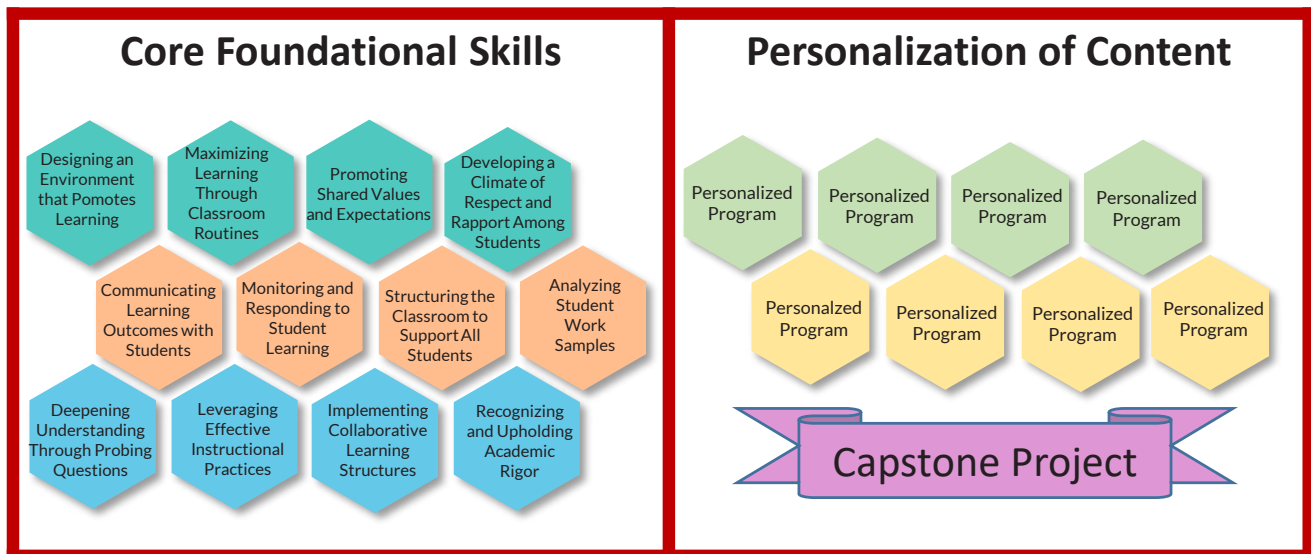 Core Foundational Skills
Designing an
Environment
that Pomotes
Learning
Maximizing
Learning
Through
Classroom
Routines
Promoting
Shared Values
and Expectations
Developing a
Climate of
Respect and
Rapport Among
Students
Communicating
Learning
Outcomes with
Students
Monitoring and
Responding to
Student
Learning
Structuring the
Classroom to
Support All
Students
Analyzing
Student
Work
Samples
Deepening
Understanding
Through Probing
Questions
Leveraging
Effective
Instructional
Practices
Implementing
Collaborative
Learning
Structures
Recognizing
and Upholding
Academic
Rigor
Personalization of Content
Personalized
Program
Personalized
Program
Personalized
Program
Personalized
Program
Personalzed
Program
Personalized
Program
Personalized
Program
Personalized
Program
Capstone Project